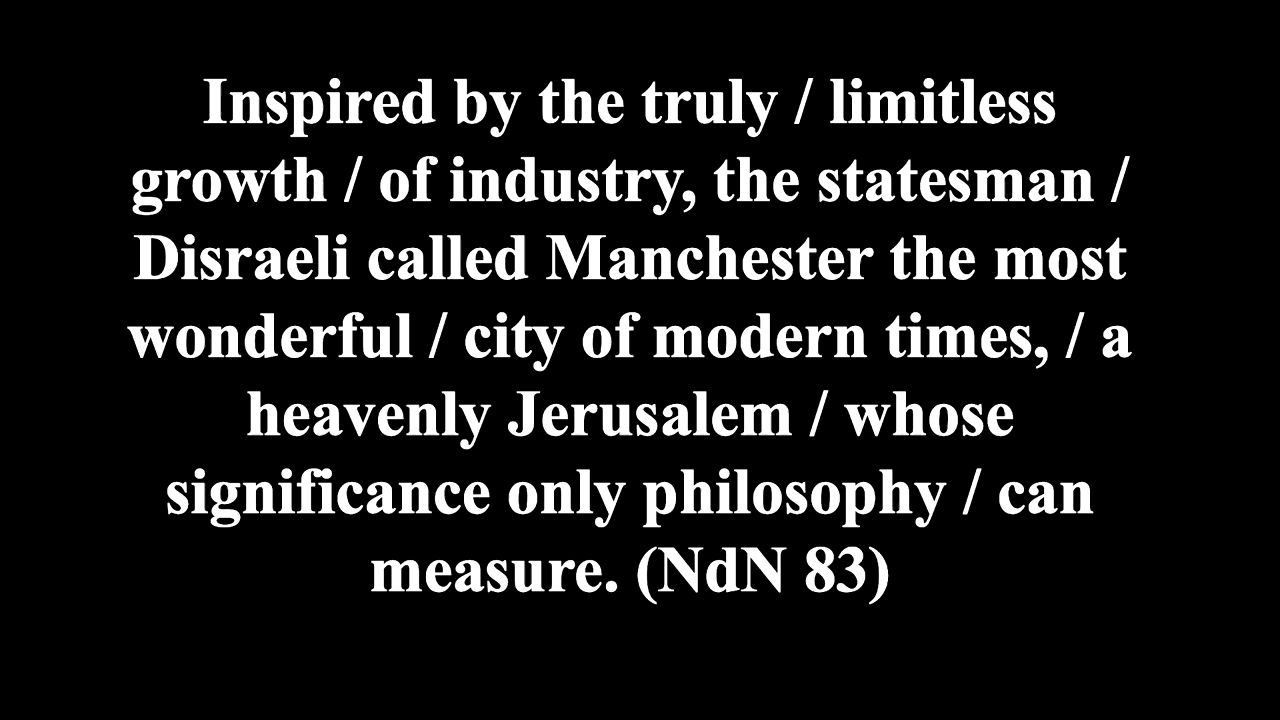 Inspired by the truly / limitless
growth / of industry, the statesman /
Disraeli called Manchester the most
wonderful / city of modern times, / a
heavenly Jerusalem / whose
significance only philosophy / can
measure. (NdN 83)